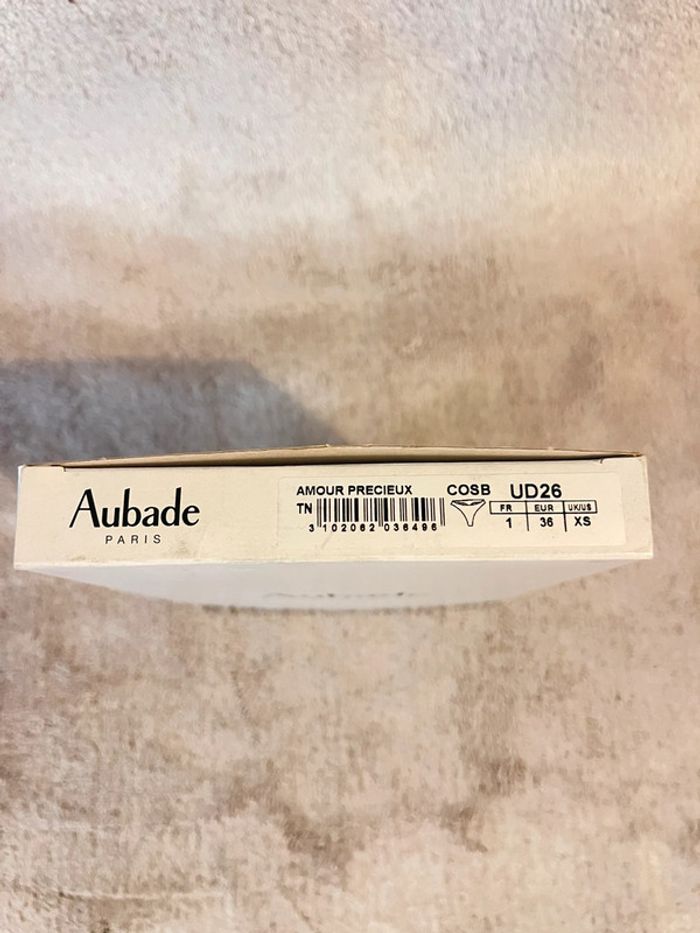 Aubade
PARIS
AMOUR PRECIEUX COSB UD26
TN
3 102062 036496
FR EUR UK/US
1 36 XS